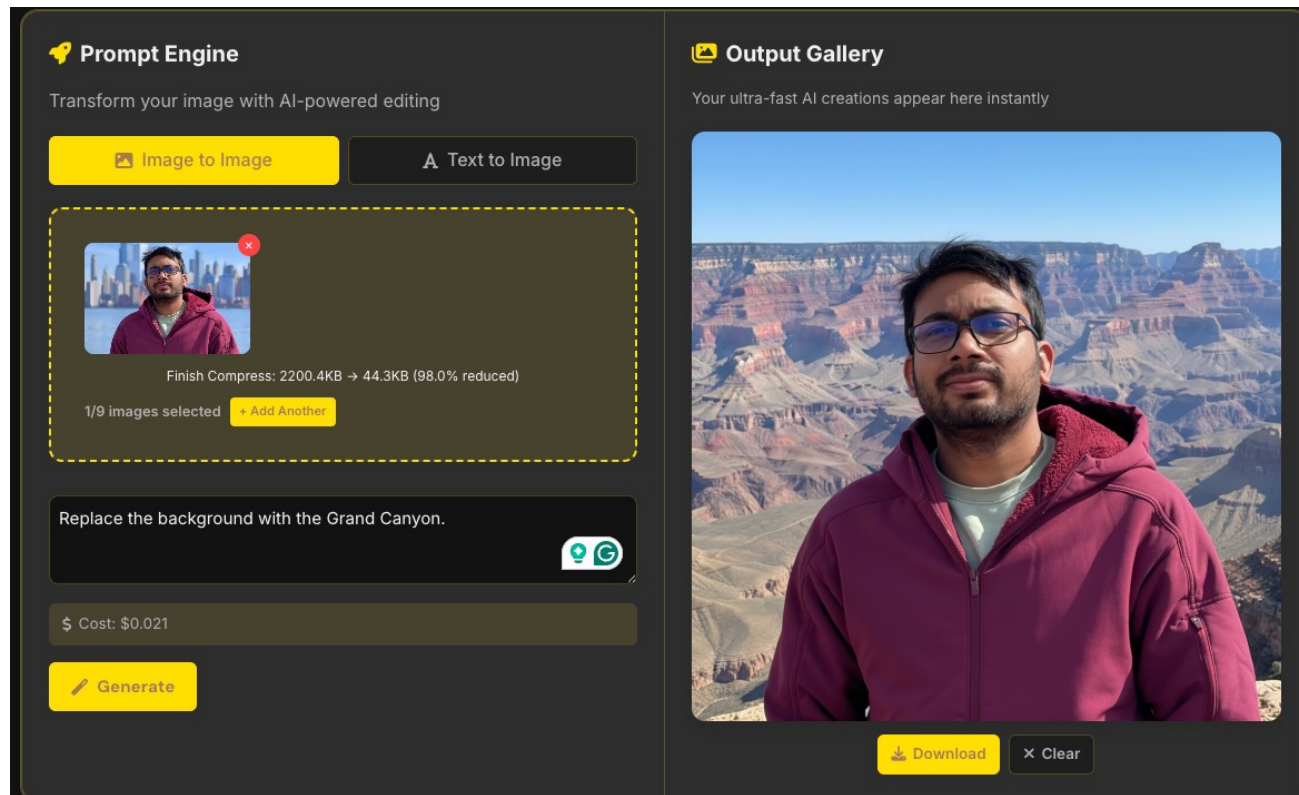 Prompt Engine
Transform your image with AI-powered editing
Image to Image
Text to Image
Finish Compress: 2200.4KB → 44.3KB (98.0% reduced)
1/9 images selected
+ Add Another
Replace the background with the Grand Canyon.
$ Cost: $0.021
Generate
Output Gallery
Your ultra-fast AI creations appear here instantly
Download
× Clear